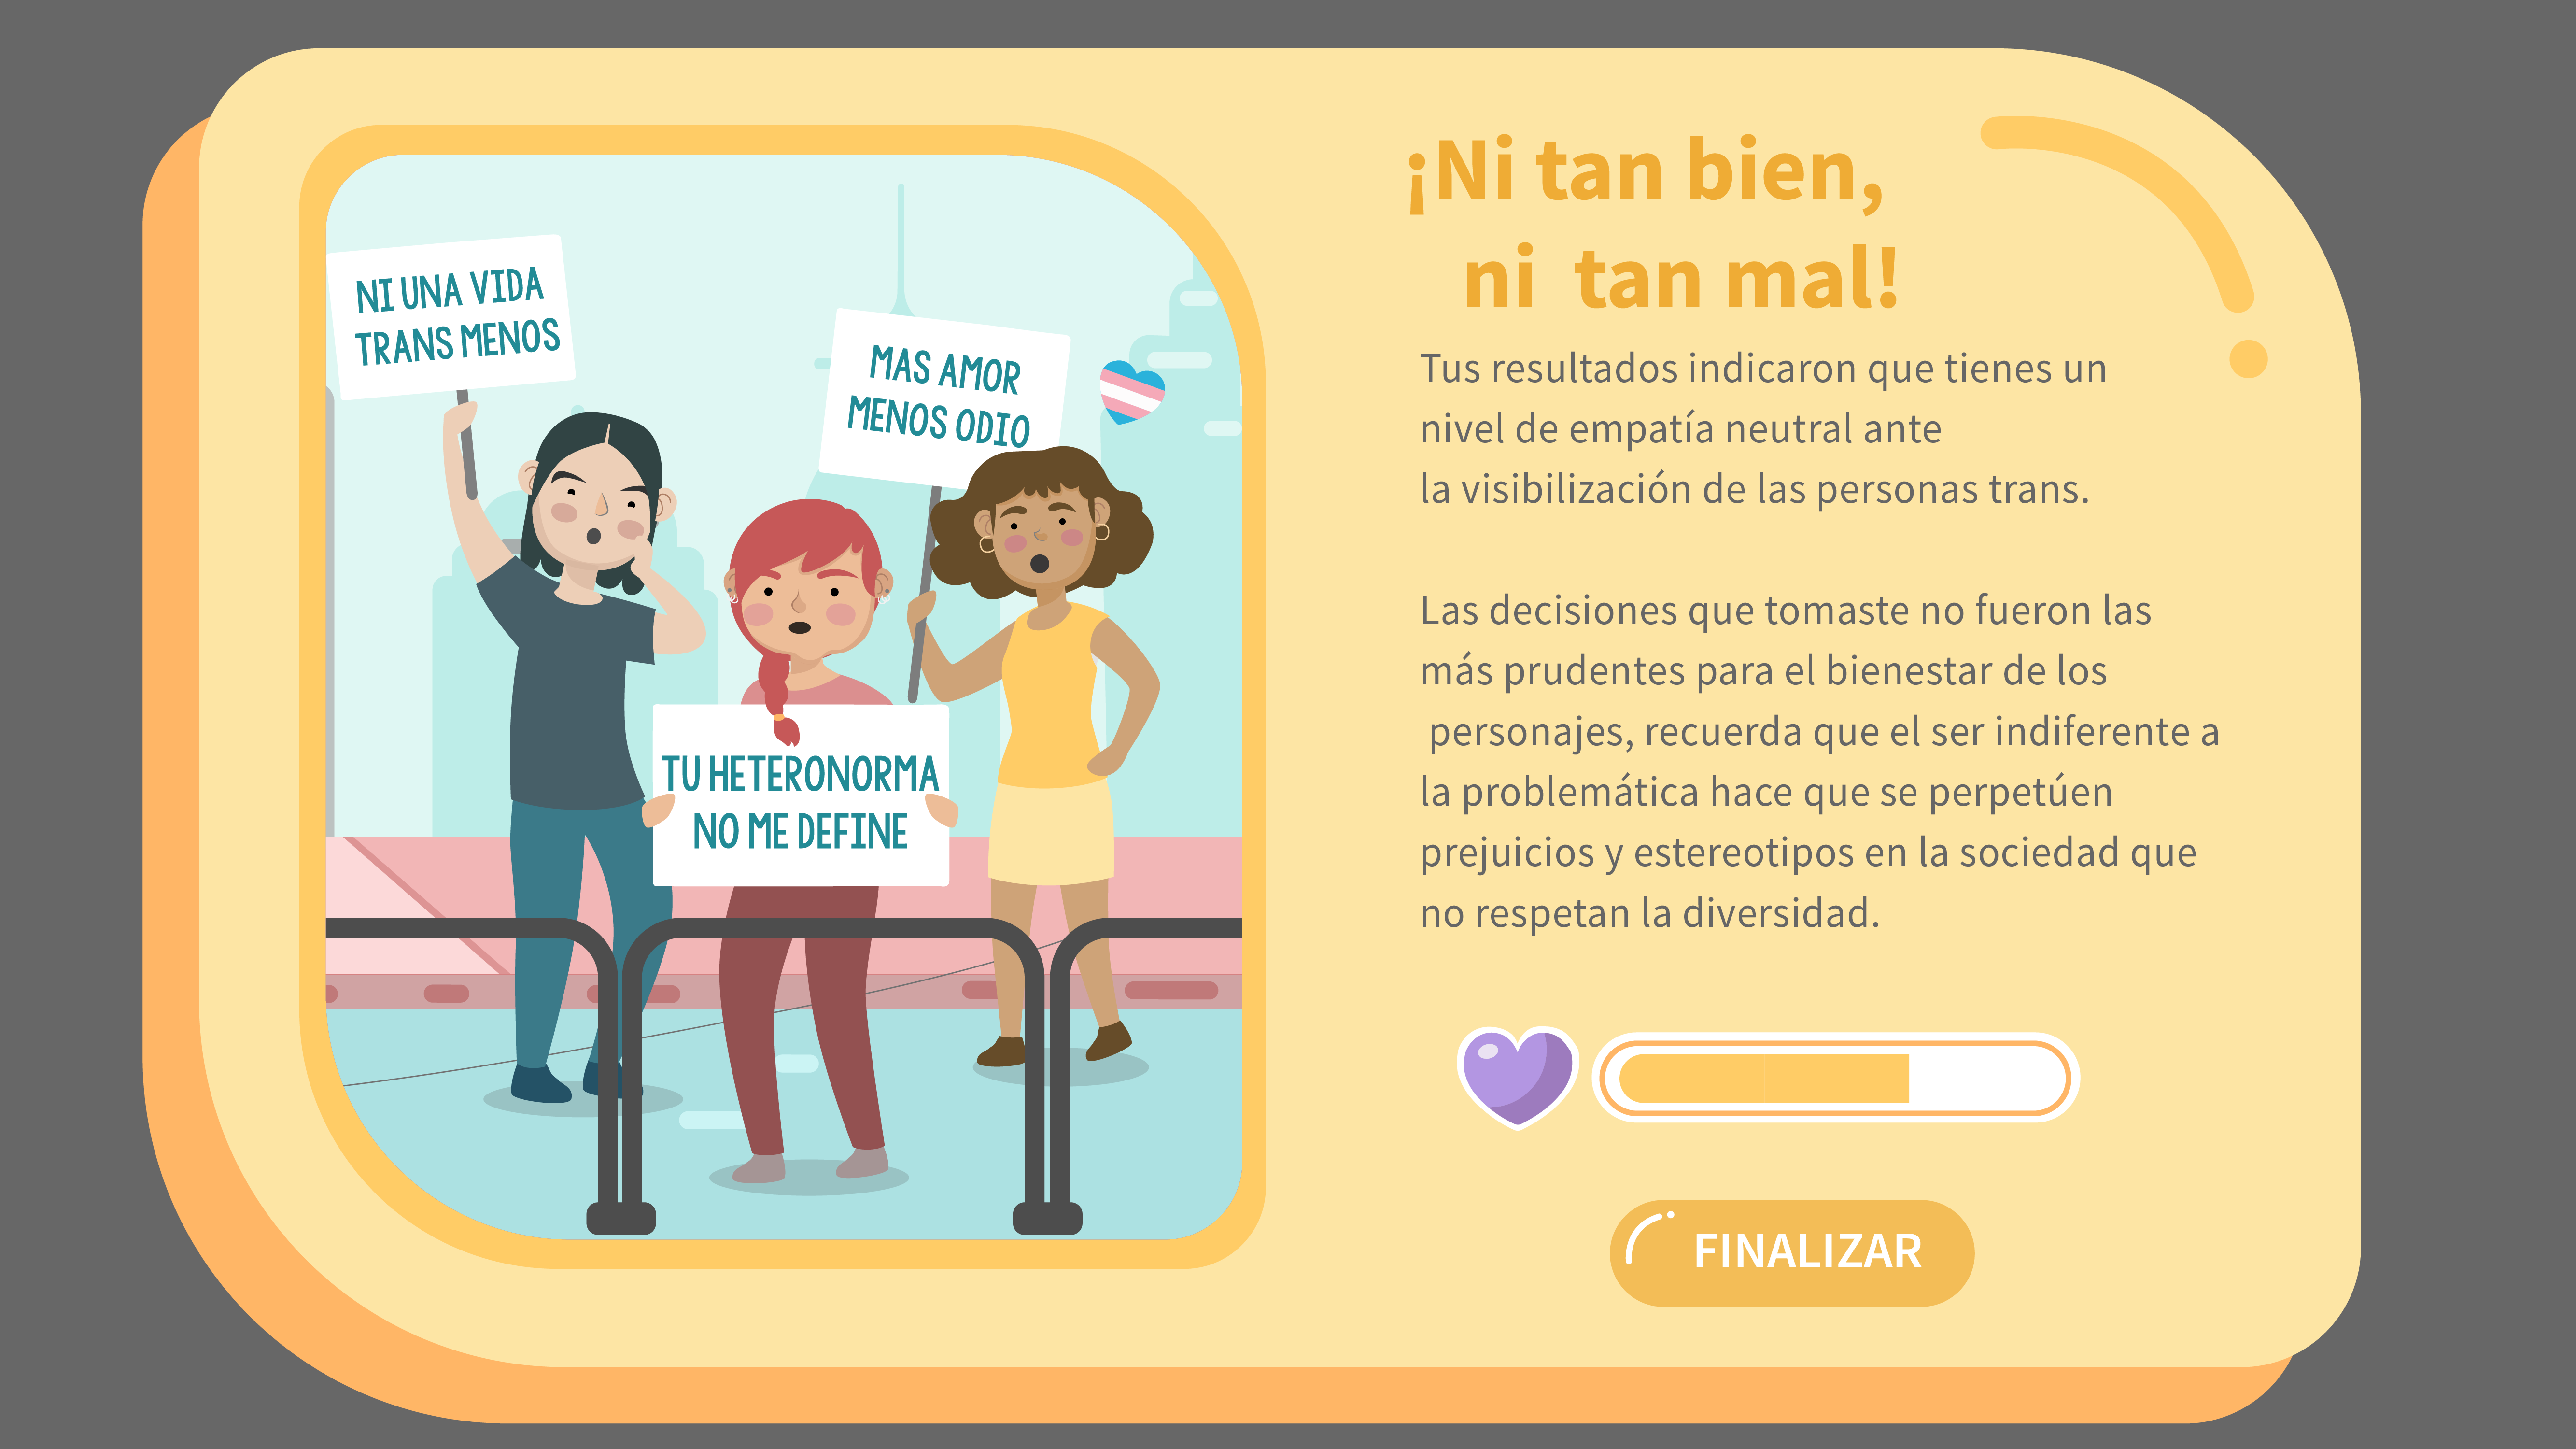 NI UNA VIDA
TRANS MENOS
MAS AMOR
MENOS ODIO
TU HETERONORMA
NO ME DEFINE
¡Ni tan bien,
ni tan mal!
Tus resultados indicaron que tienes un
nivel de empatía neutral ante
la visibilización de las personas trans.
Las decisiones que tomaste no fueron las
más prudentes para el bienestar de los
personajes, recuerda que el ser indiferente a
la problemática hace que se perpetúen
prejuicios y estereotipos en la sociedad que
no respetan la diversidad.
FINALIZAR